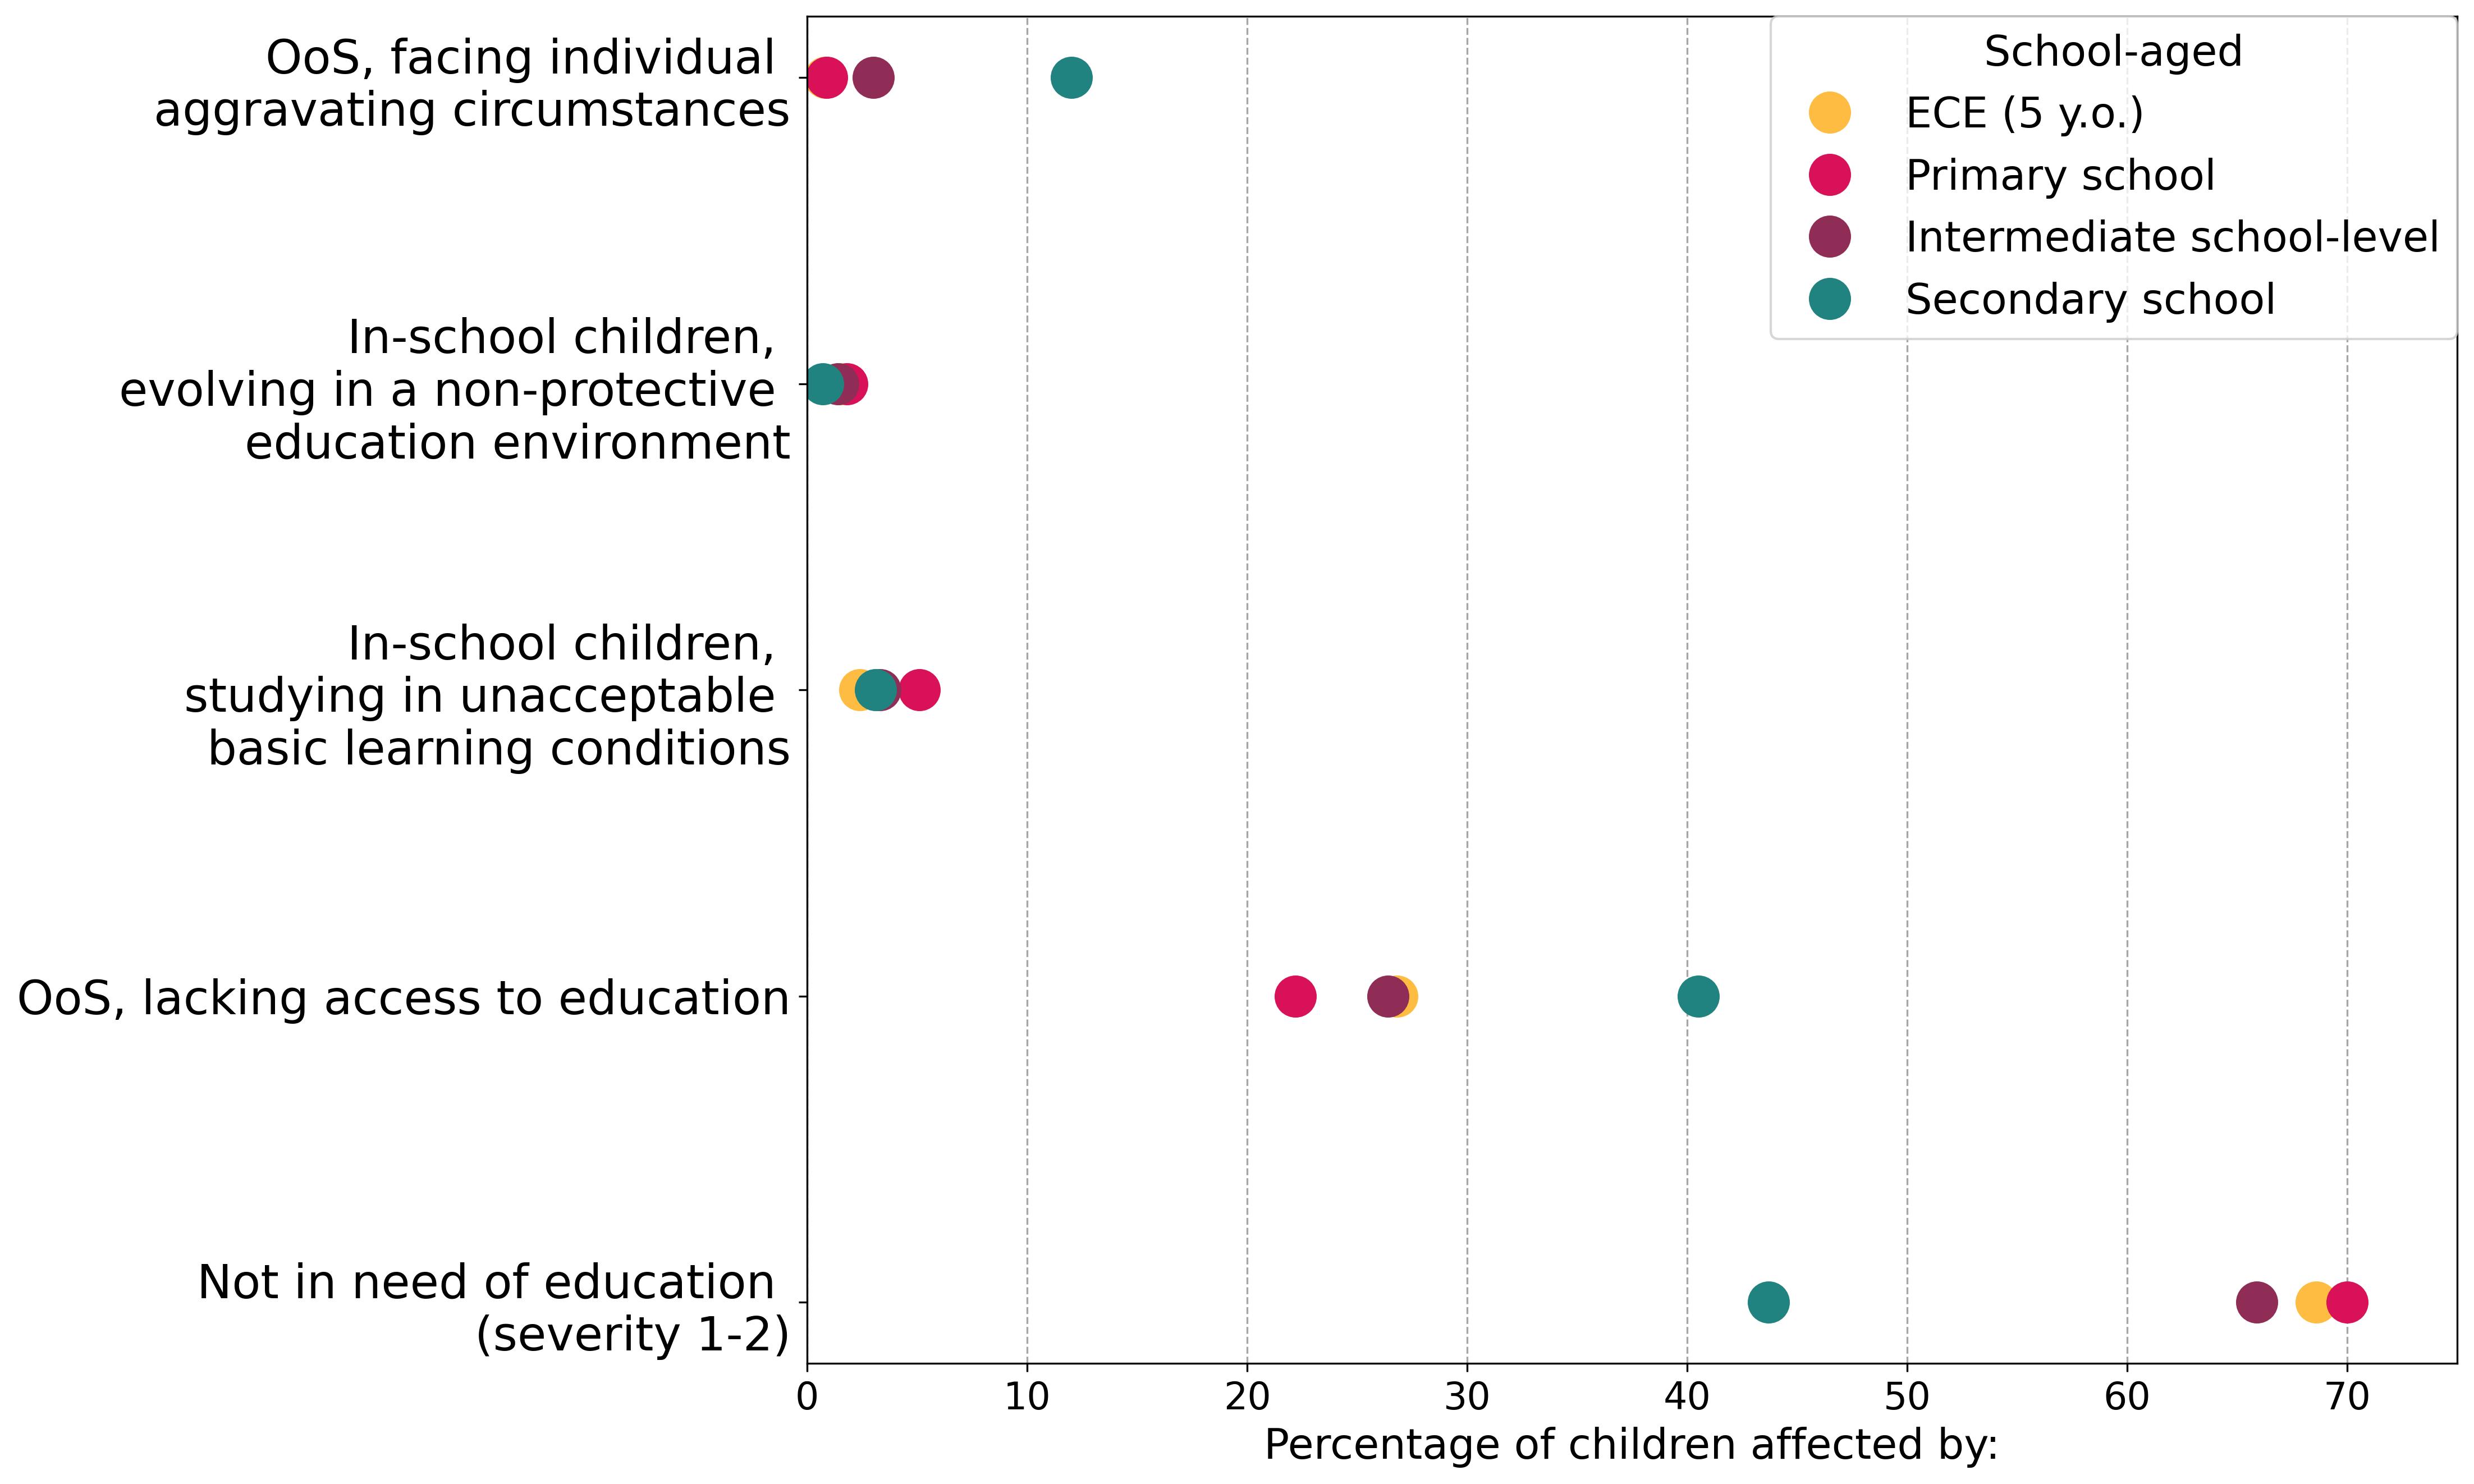 OoS, facing individual
aggravating circumstances
In-school children,
evolving in a non-protective
education environment
In-school children,
studying in unacceptable
basic learning conditions
OoS, lacking access to education
Not in need of education
(severity 1-2)
School-aged
ECE (5 y.o.)
Primary school
Intermediate school-level
Secondary school
0 10 20 30 40 50 60 70
Percentage of children affected by: